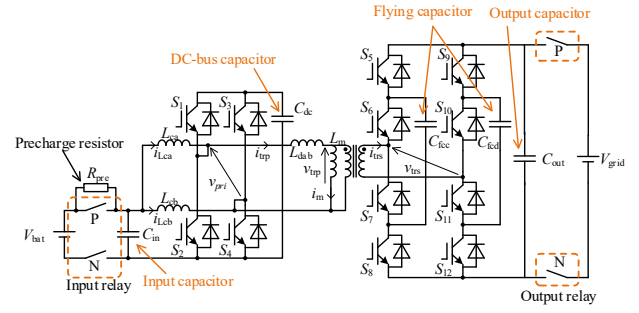 Flying capacitor
Output capacitor
DC-bus capacitor
S5
S9
P
S1
S3
Cdc
S6
S10
Cfcc
Cfcd
Precharge resistor
Lca
iLca
itrp
Ldab
Lm
vtrp
itrs
vtrs
Cout
Vgrid
Rpre
vpri
im
P
Lcb
iLcb
S7
S11
Vbat
Cin
N
S2
S4
S8
S12
N
Input relay
Input capacitor
Output relay